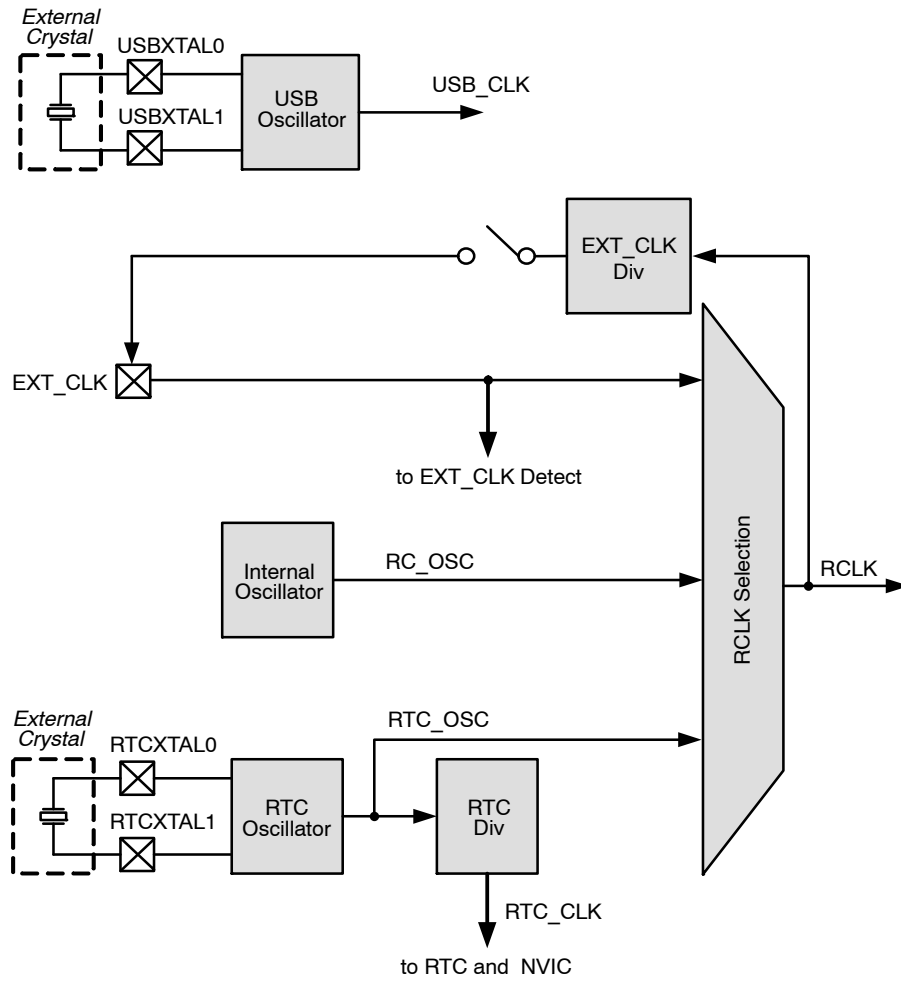 External
Crystal
USBXTAL0
USBXTAL1
USB
Oscillator
USB_CLK
EXT_CLK
Div
EXT_CLK
to EXT_CLK Detect
Internal
Oscillator
RC_OSC
RCLK Selection
RCLK
External
Crystal
RTCXTAL0
RTCXTAL1
RTC
Oscillator
RTC_OSC
RTC
Div
RTC_CLK
to RTC and NVIC